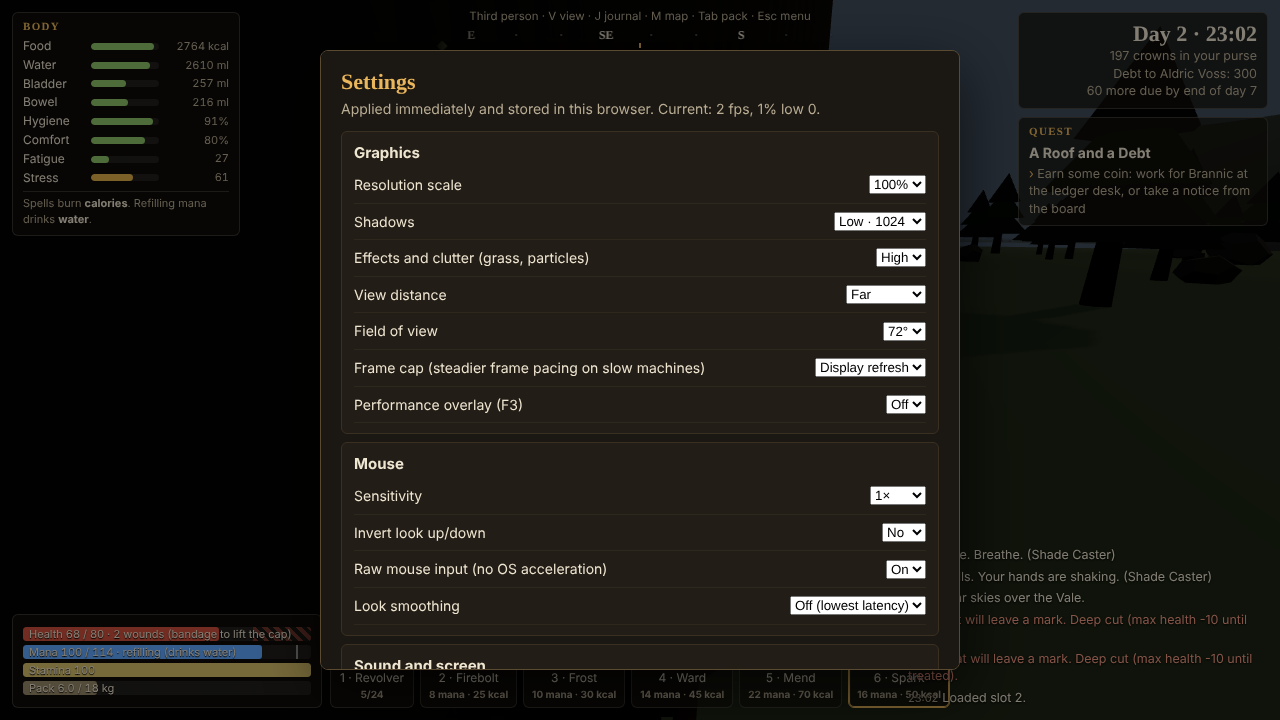 BODY
Food 2764 kcal
Water 2610 ml
Bladder 257 ml
Bowel 216 ml
Hygiene 91%
Comfort 80%
Fatigue 27
Stress 61
Spells burn calories. Refilling mana
drinks water.
Third person · V view · J journal · M map · Tab pack · Esc menu
E · · SE · · S ·
Day 2 · 23:02
197 crowns in your purse
Debt to Aldric Voss: 300
60 more due by end of day 7
QUEST
A Roof and a Debt
› Earn some coin: work for Brannic at
the ledger desk, or take a notice from
the board
Settings
Applied immediately and stored in this browser. Current: 2 fps, 1% low 0.
Graphics
Resolution scale 100%
Shadows Low · 1024
Effects and clutter (grass, particles) High
View distance Far
Field of view 72°
Frame cap (steadier frame pacing on slow machines) Display refresh
Performance overlay (F3) Off
Mouse
Sensitivity 1×
Invert look up/down No
Raw mouse input (no OS acceleration) On
Look smoothing Off (lowest latency)
Sound and screen
e. Breathe. (Shade Caster)
ls. Your hands are shaking. (Shade Caster)
r skies over the Vale.
will leave a mark. Deep cut (max health -10 until
at will leave a mark. Deep cut (max health -10 until
treated).
23:02 Loaded slot 2.
Health 68 / 80 · 2 wounds (bandage to lift the cap)
Mana 100 / 114 · refilling (drinks water)
Stamina 100
Pack 6.0 / 18 kg
1 · Revolver
5/24
2 · Firebolt
8 mana · 25 kcal
3 · Frost
10 mana · 30 kcal
4 · Ward
14 mana · 45 kcal
5 · Mend
22 mana · 70 kcal
6 · Spark
16 mana · 50 kcal